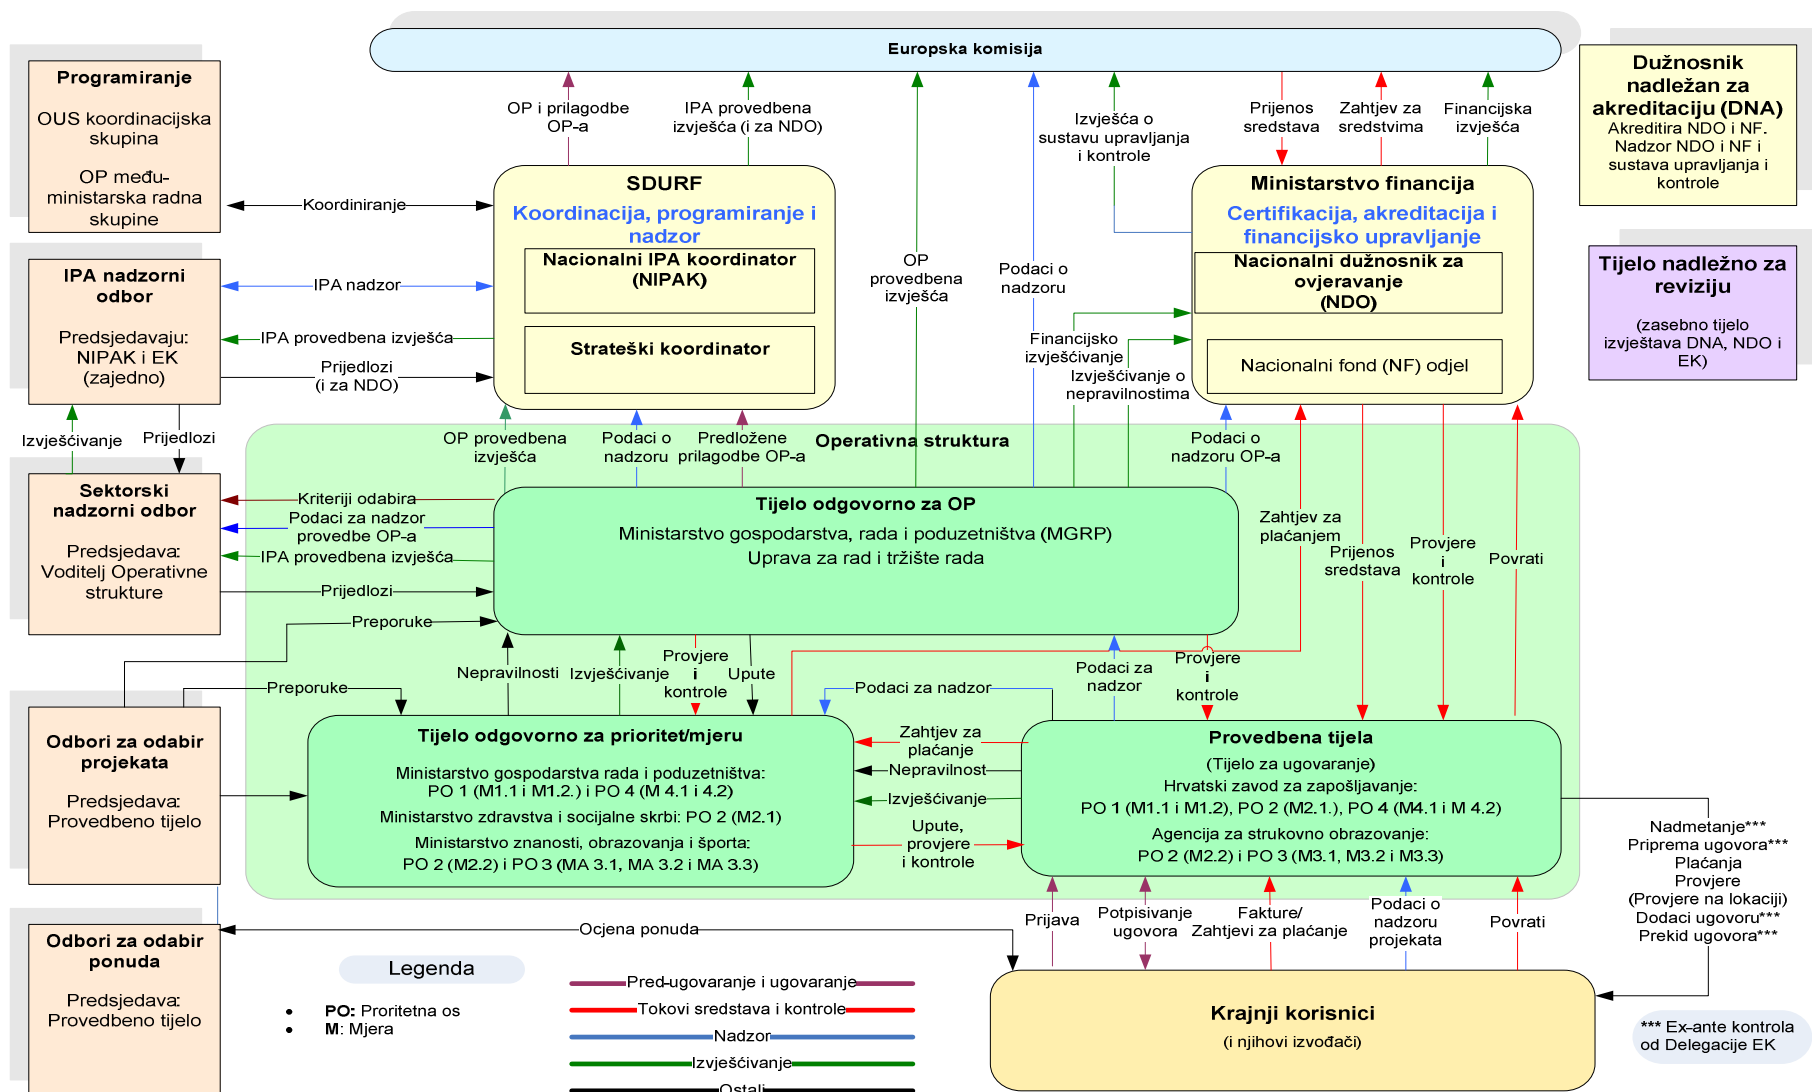 Europska komisija
Programiranje
OUS koordinacijska
skupina
OP među-
ministarska radna
skupine
Dužnosnik
nadležan za
akreditaciju (DNA)
Akreditira NDO i NF.
Nadzor NDO i NF i
sustava upravljanja i
kontrole
OP i prilagodbe
OP-a
IPA provedbena
izvješća (i za NDO)
Izvješća o
sustavu upravljanja
i kontrole
Prijenos
sredstava
Zahtjev za
sredstvima
Financijska
izvješća
Koordiniranje
SDURF
Koordinacija, programiranje i
nadzor
Nacionalni IPA koordinator
(NIPAK)
Strateški koordinator
OP
provedbena
izvješća
Podaci o
nadzoru
Ministarstvo financija
Certifikacija, akreditacija i
financijsko upravljanje
Nacionalni dužnosnik za
ovjeravanje
(NDO)
Nacionalni fond (NF) odjel
Tijelo nadležno za
reviziju
(zasebno tijelo
izvještava DNA, NDO i
EK)
IPA nadzorni
odbor
Predsjedavaju:
NIPAK i EK
(zajedno)
IPA nadzor
IPA provedbena izvješća
Prijedlozi
(i za NDO)
Financijsko
izvješćivanje
Izvješćivanje o
nepravilnostima
Izvješćivanje
Prijedlozi
OP provedbena
izvješća
Podaci o
nadzoru
Predložene
prilagodbe OP-a
Operativna struktura
Podaci o
nadzoru OP-a
Sektorski
nadzorni odbor
Predsjedava:
Voditelj Operativne
strukture
Kriteriji odabira
Podaci za nadzor
provedbe OP-a
IPA provedbena izvješća
Prijedlozi
Tijelo odgovorno za OP
Ministarstvo gospodarstva, rada i poduzetništva (MGRP)
Uprava za rad i tržište rada
Zahtjev za
plaćanjem
Prijenos
sredstava
Provjere
i
kontrole
Povrati
Preporuke
Nepravilnosti
Izvješćivanje
Provjere
i
kontrole
Upute
Podaci za
nadzor
Provjere
i
kontrole
Preporuke
Podaci za nadzor
Odbori za odabir
projekata
Predsjedava:
Provedbeno tijelo
Tijelo odgovorno za prioritet/mjeru
Ministarstvo gospodarstva rada i poduzetništva:
PO 1 (M1.1 i M1.2.) i PO 4 (M 4.1 i 4.2)
Ministarstvo zdravstva i socijalne skrbi: PO 2 (M2.1)
Ministarstvo znanosti, obrazovanja i športa:
PO 2 (M2.2) i PO 3 (MA 3.1, MA 3.2 i MA 3.3)
Zahtjev za
plaćanje
Nepravilnost
Izvješćivanje
Upute,
provjere
i kontrole
Provedbena tijela
(Tijelo za ugovaranje)
Hrvatski zavod za zapošljavanje:
PO 1 (M1.1 i M1.2), PO 2 (M2.1.), PO 4 (M4.1 i M 4.2)
Agencija za strukovno obrazovanje:
PO 2 (M2.2) i PO 3 (M3.1, M3.2 i M3.3)
Nadmetanje***
Priprema ugovora***
Plaćanja
Provjere
(Provjere na lokaciji)
Dodaci ugovoru***
Prekid ugovora***
Prijava
Potpisivanje
ugovora
Fakture/
Zahtjevi za plaćanje
Podaci o
nadzoru
projekata
Povrati
Odbori za odabir
ponuda
Predsjedava:
Provedbeno tijelo
Ocjena ponuda
Legenda
• PO: Proritetna os
• M: Mjera
Pred-ugovaranje i ugovaranje
Tokovi sredstava i kontrole
Nadzor
Izvješćivanje
Ostali
Krajnji korisnici
(i njihovi izvođači)
*** Ex-ante kontrola
od Delegacije EK